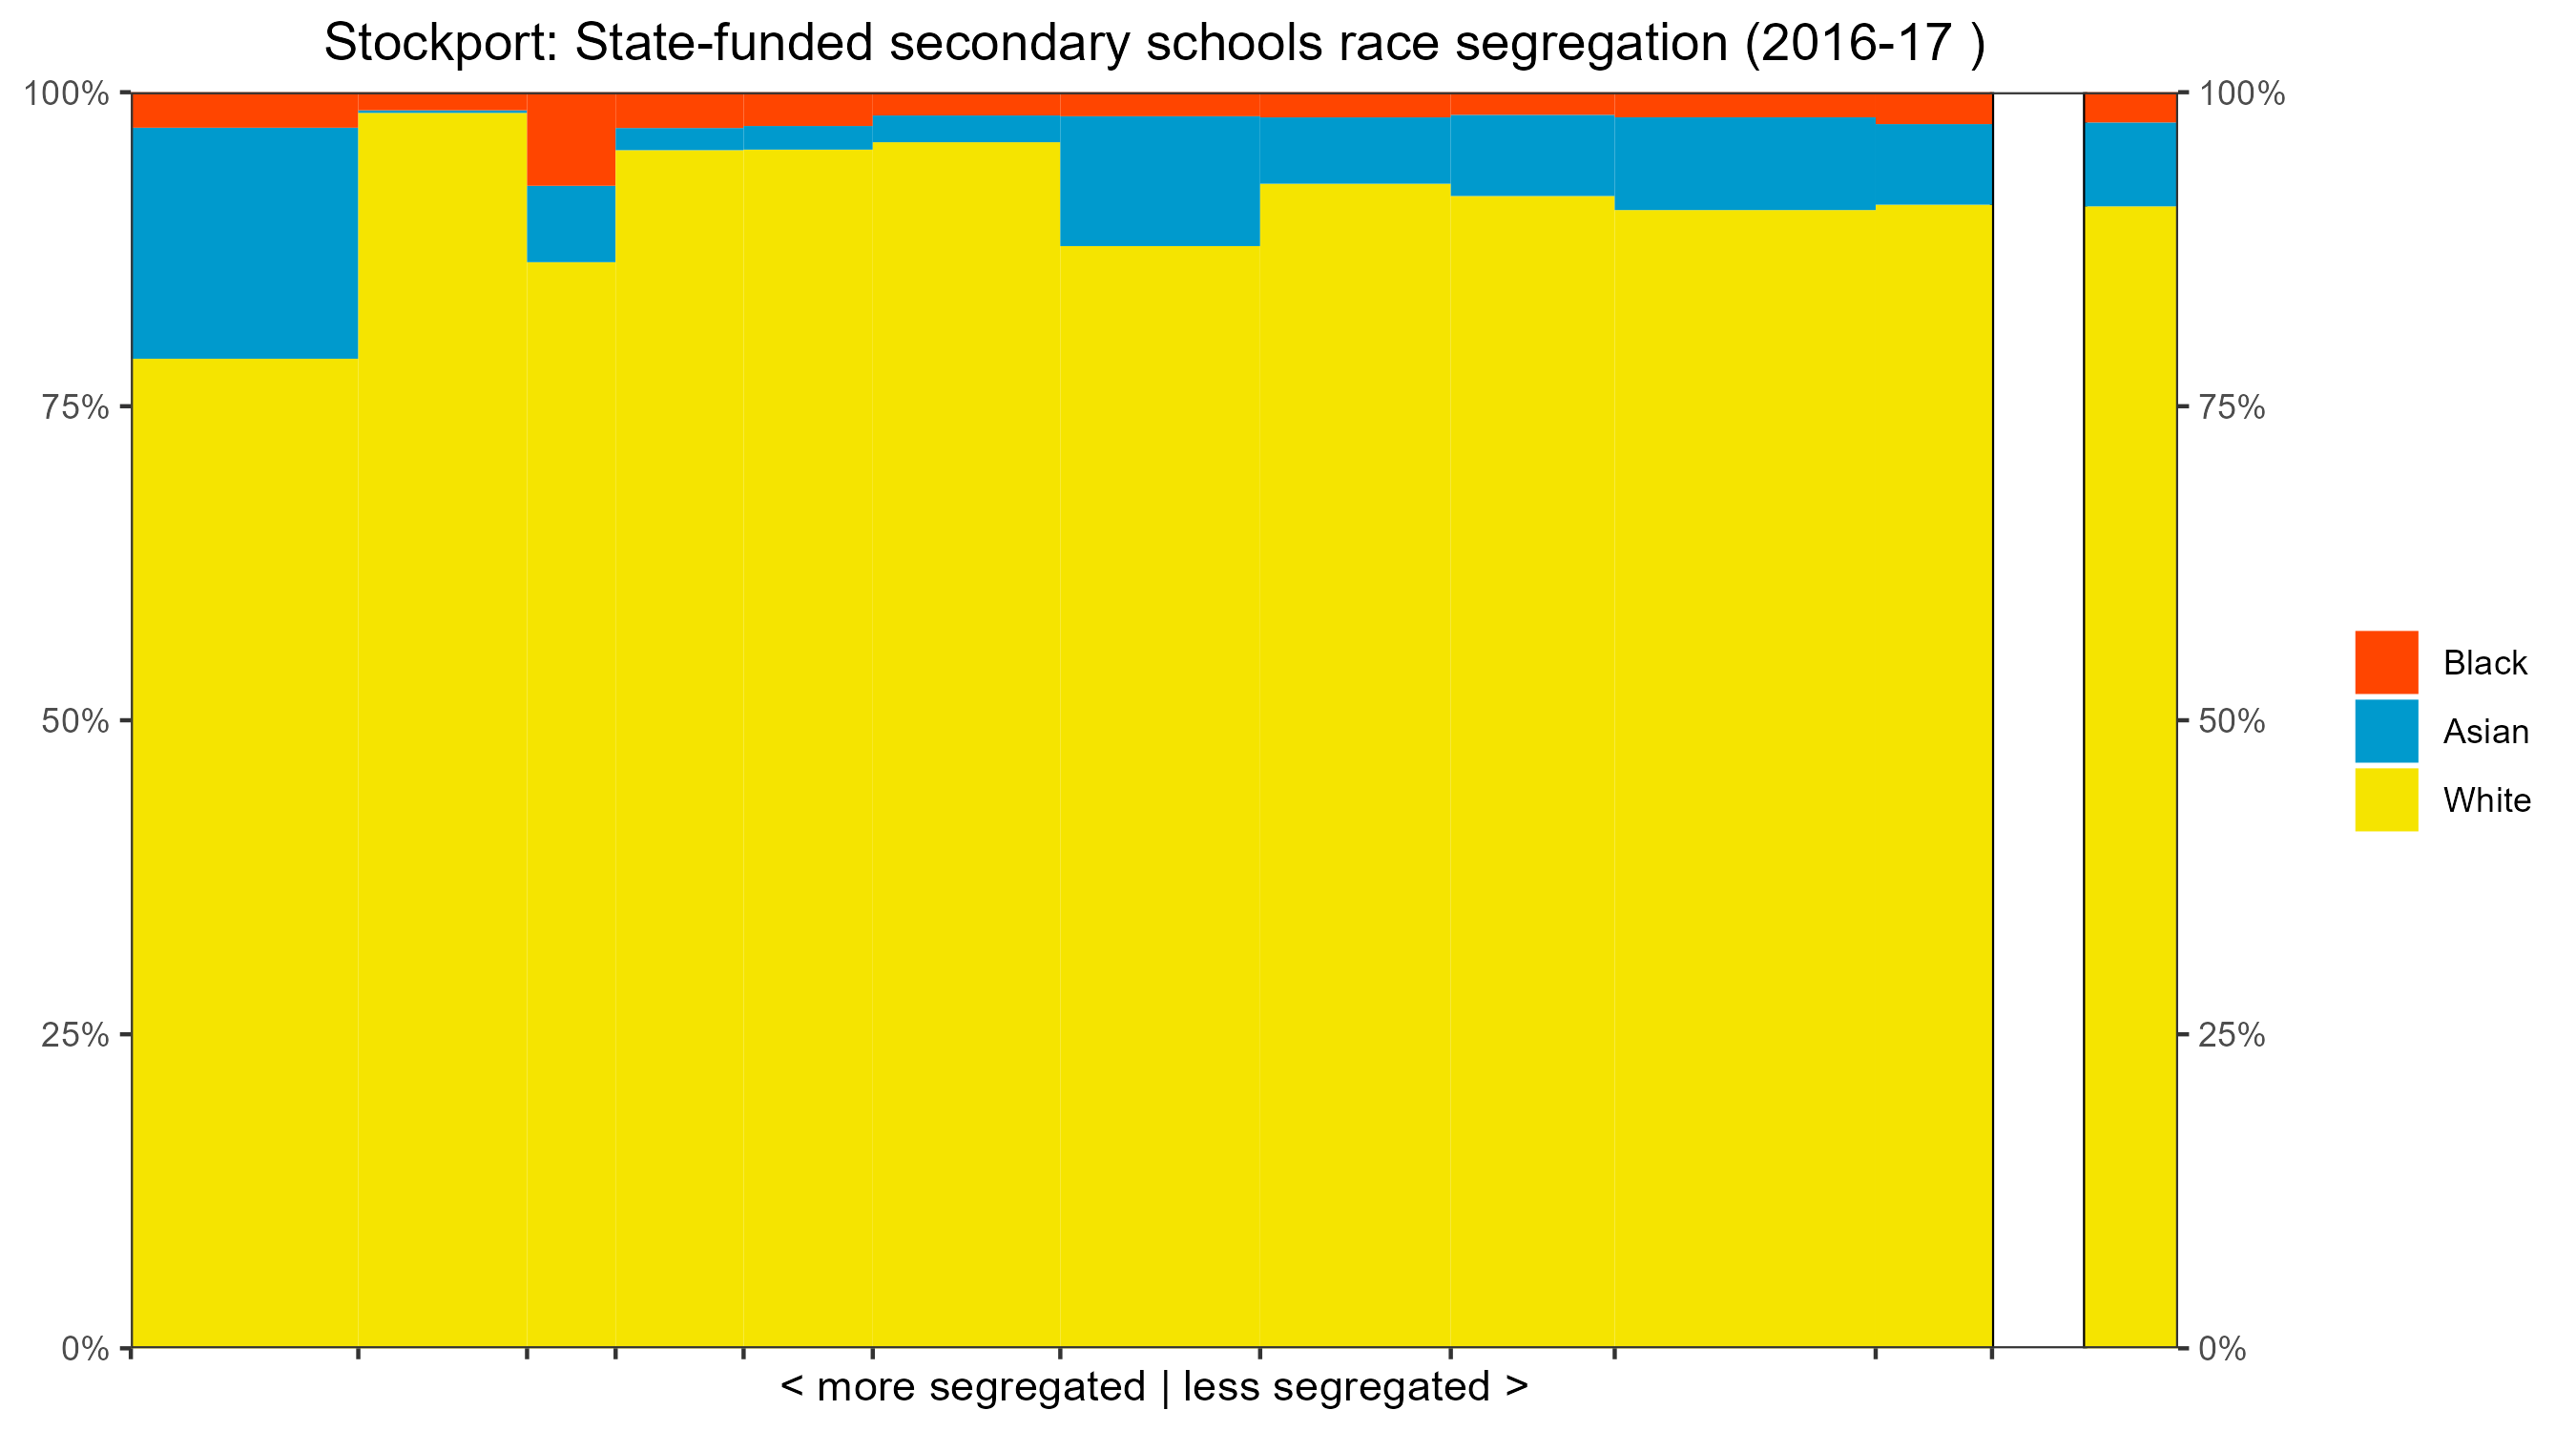 Stockport: State-funded secondary schools race segregation (2016-17 )
100%
75%
50%
25%
0%
100%
75%
50%
25%
0%
Black
Asian
White
< more segregated | less segregated >